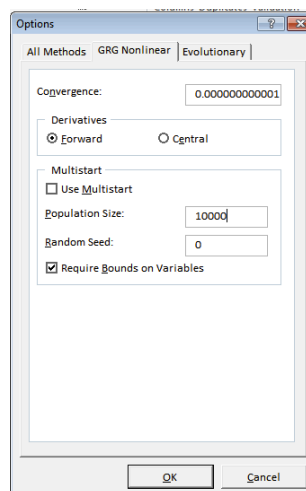 Options
All Methods GRG Nonlinear Evolutionary
Convergence: 0.000000000001
Derivatives
Forward Central
Multistart
Use Multistart
Population Size: 10000
Random Seed: 0
Require Bounds on Variables
OK Cancel